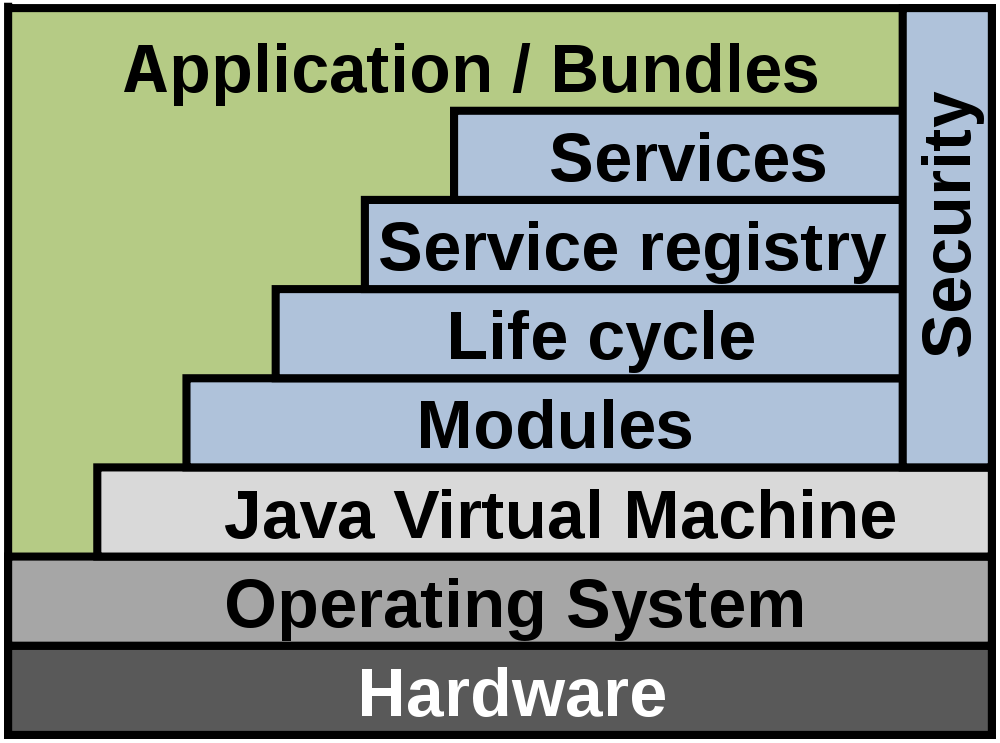 Application / Bundles
Services
Service registry
Life cycle
Modules
Security
Java Virtual Machine
Operating System
Hardware